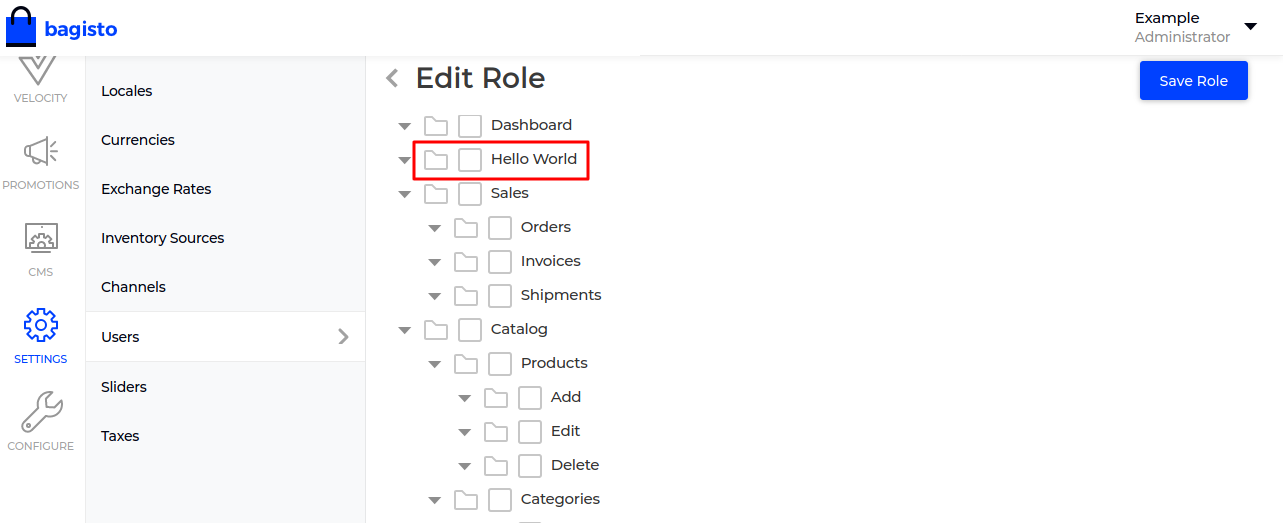 bagisto
Example
Administrator
VELOCITY
PROMOTIONS
CMS
SETTINGS
CONFIGURE
Locales
Currencies
Exchange Rates
Inventory Sources
Channels
Users
Sliders
Taxes
Edit Role
Save Role
Dashboard
Hello World
Sales
Orders
Invoices
Shipments
Catalog
Products
Add
Edit
Delete
Categories